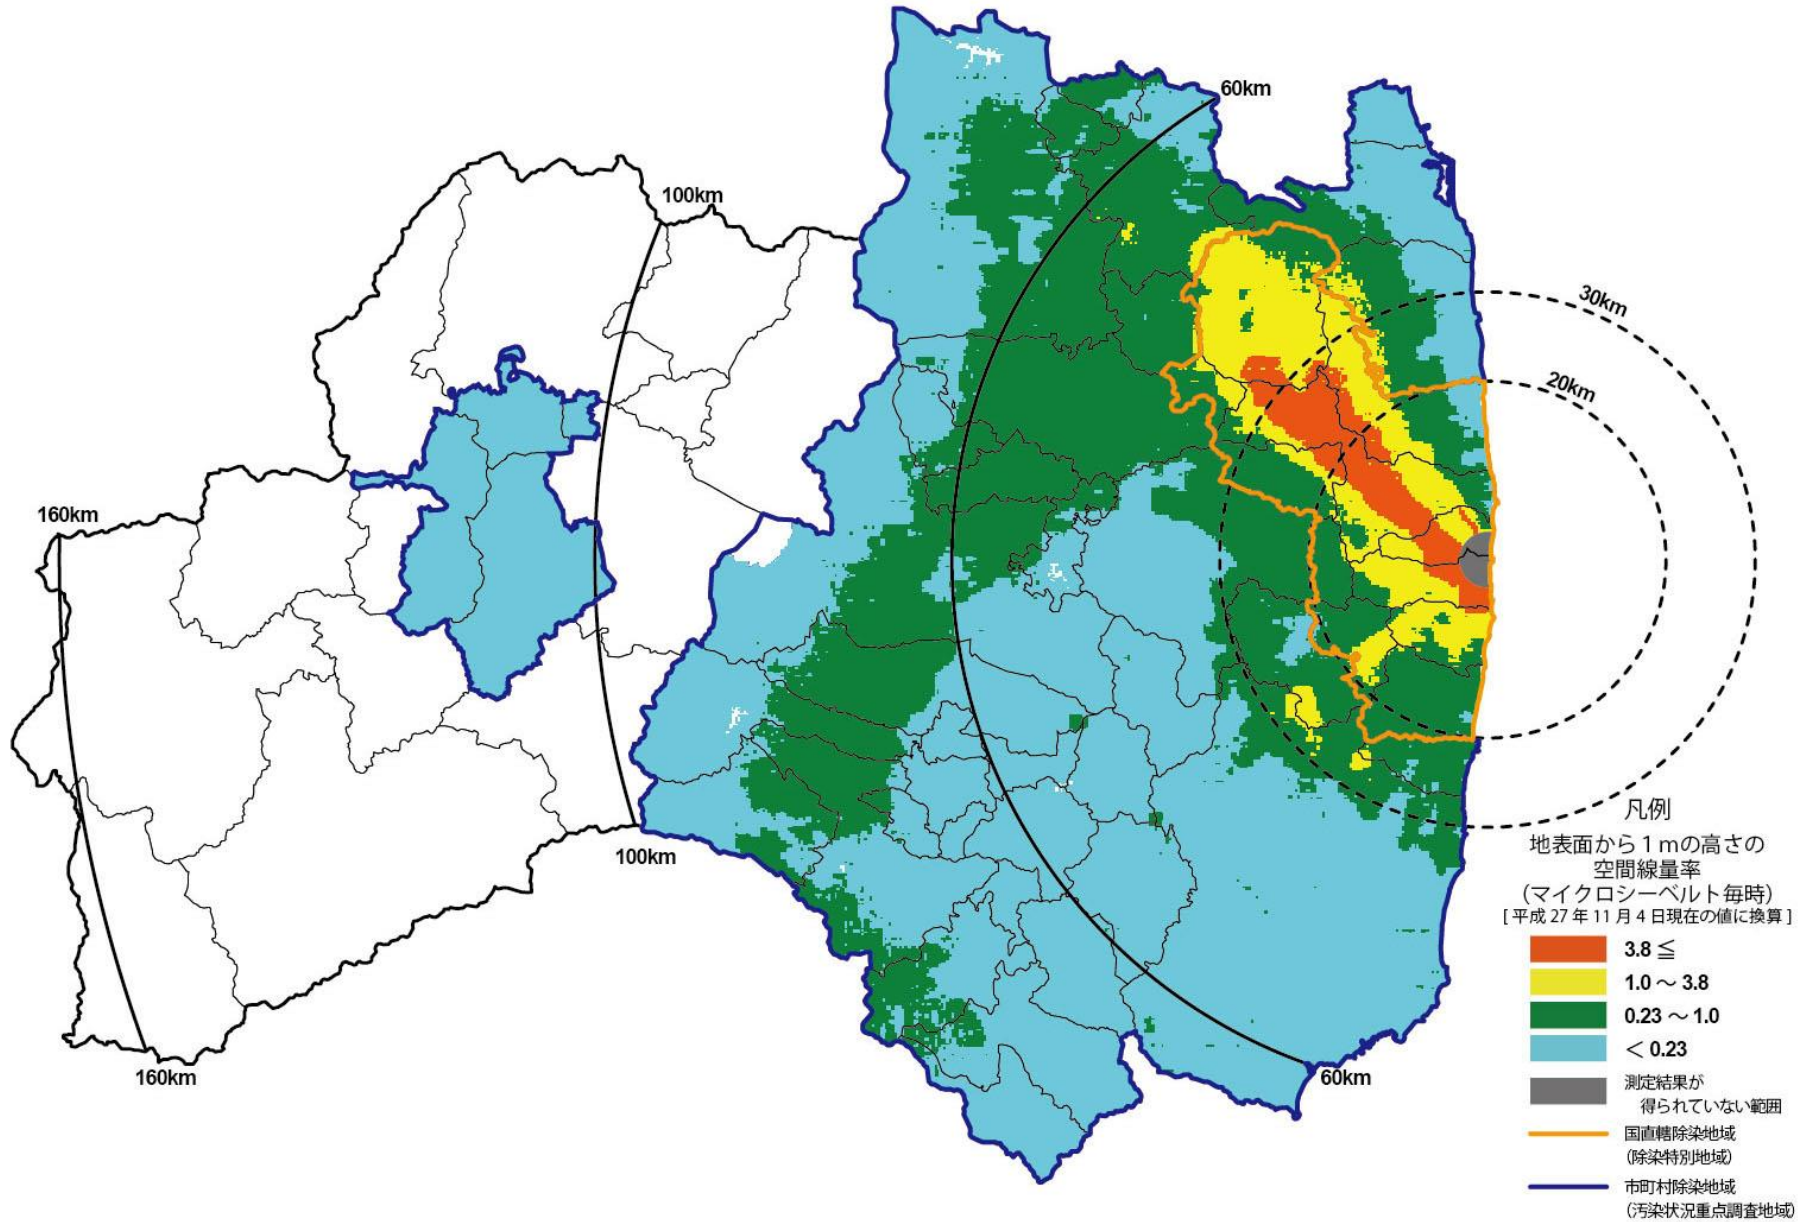 60km
100km
30km
20km
160km
100km
160km
60km
凡例
地表面から1mの高さの
空間線量率
（マイクロシーベルト毎時）
[ 平成 27 年 11 月 4 日現在の値に換算 ]
3.8 ≦
1.0 ～ 3.8
0.23 ～ 1.0
＜ 0.23
測定結果が
得られていない範囲
国直轄除染地域
（除染特別地域）
市町村除染地域
（汚染状況重点調査地域）